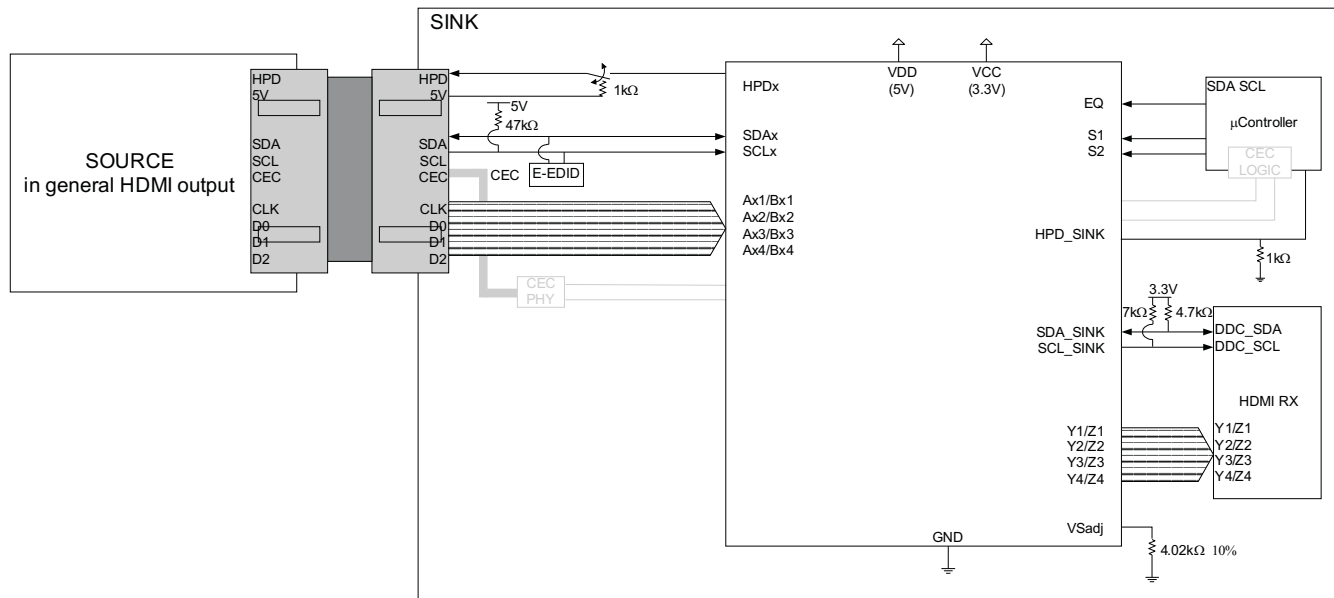 SINK
SOURCE
in general HDMI output
HPD
5V
SDA
SCL
CEC
CLK
D0
D1
D2
HPD
5V
SDA
SCL
CEC
CLK
D0
D1
D2
1kΩ
5V
47kΩ
CEC
E-EDID
CEC
PHY
VDD
(5V)
VCC
(3.3V)
HPDx
SDAx
SCLx
Ax1/Bx1
Ax2/Bx2
Ax3/Bx3
Ax4/Bx4
EQ
S1
S2
HPD_SINK
SDA_SINK
SCL_SINK
Y1/Z1
Y2/Z2
Y3/Z3
Y4/Z4
VSadj
GND
SDA SCL
μController
CEC
LOGIC
1kΩ
3.3V
7kΩ 4.7kΩ
DDC_SDA
DDC_SCL
HDMI RX
Y1/Z1
Y2/Z2
Y3/Z3
Y4/Z4
4.02kΩ 10%